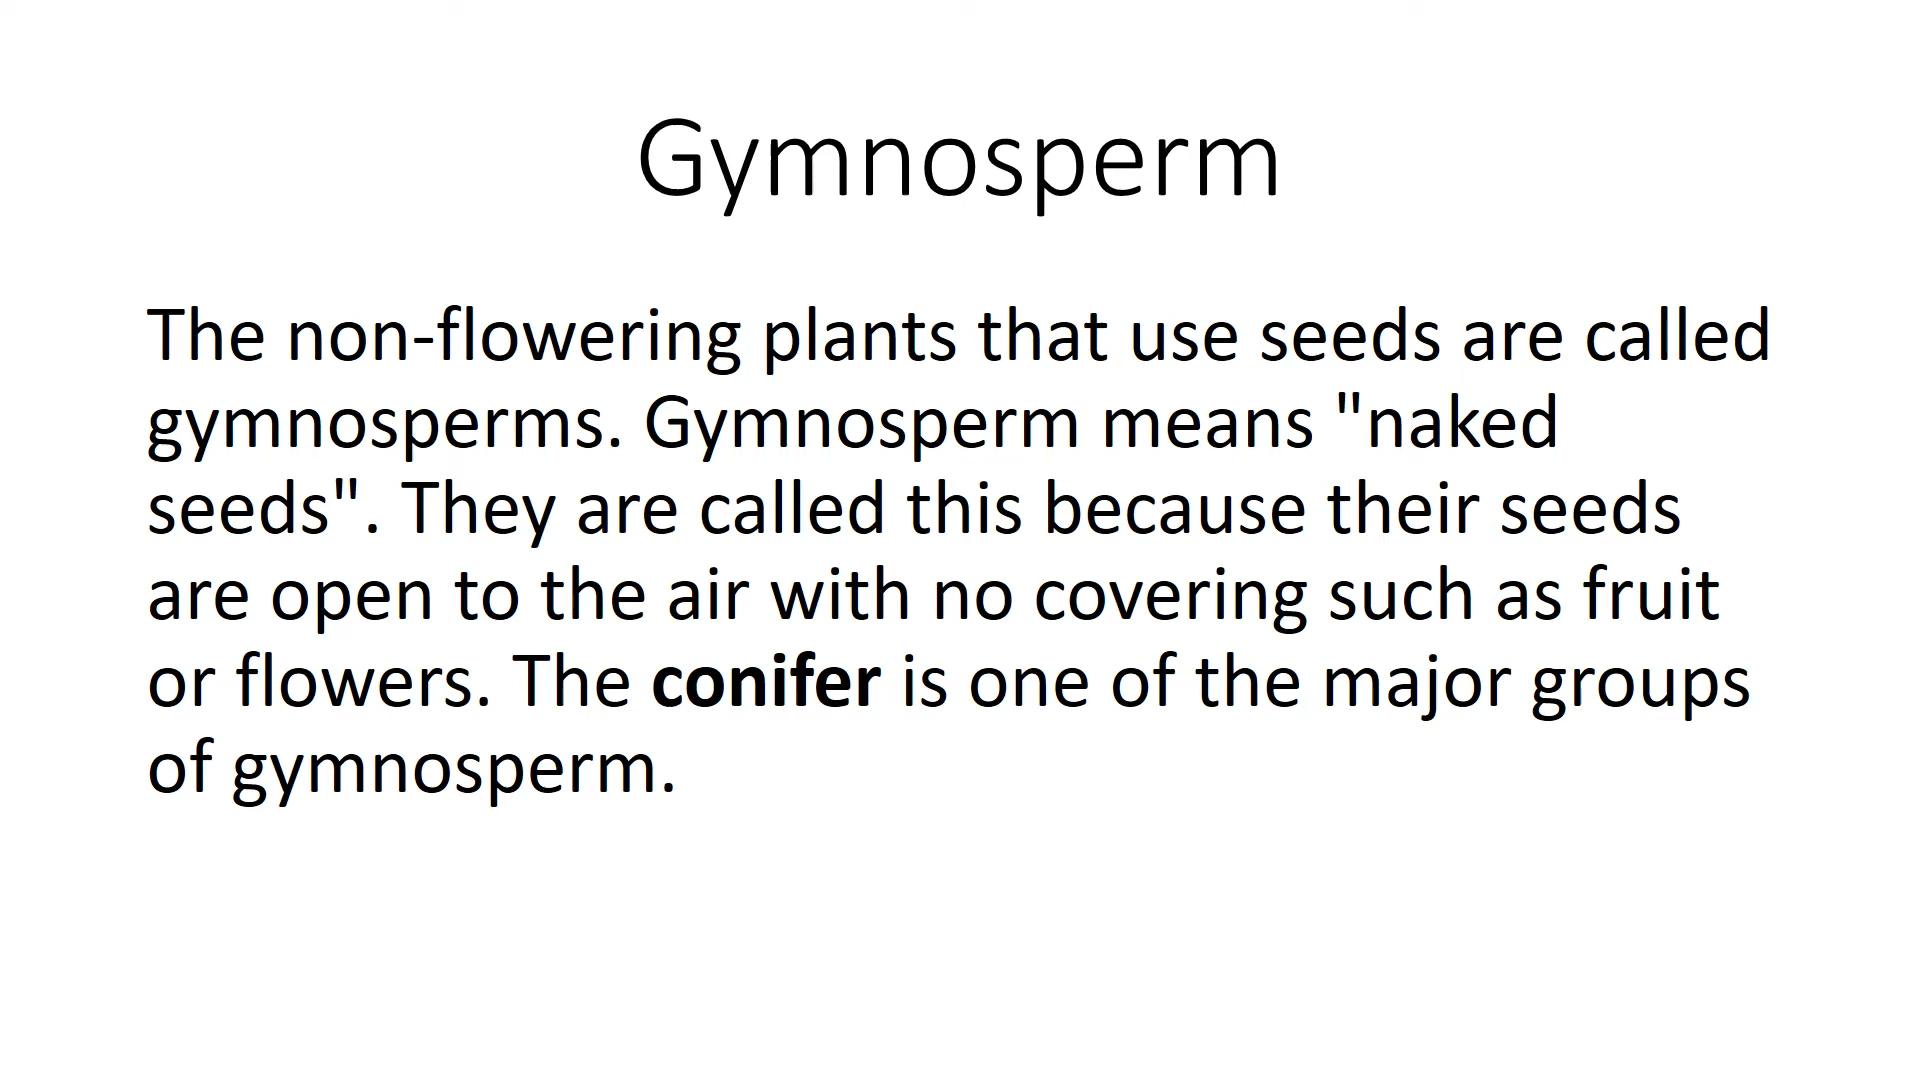 Gymnosperm
The non-flowering plants that use seeds are called
gymnosperms. Gymnosperm means "naked
seeds". They are called this because their seeds
are open to the air with no covering such as fruit
or flowers. The conifer is one of the major groups
of gymnosperm.